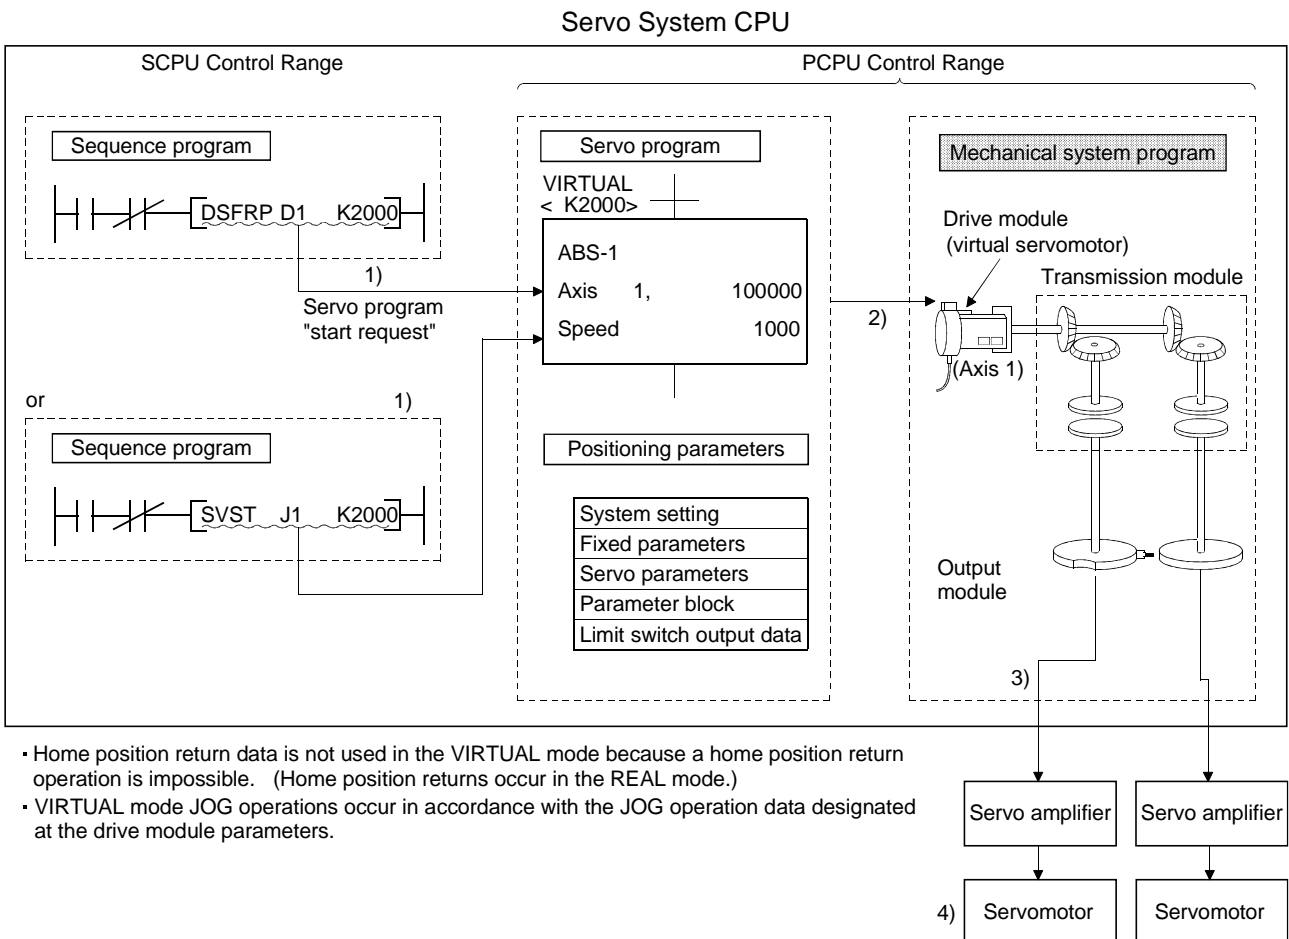 Servo System CPU
SCPU Control Range
PCPU Control Range
Sequence program
DSFRP D1 K2000
1)
Servo program
"start request"
or
1)
Sequence program
SVST J1 K2000
Servo program
VIRTUAL
< K2000>
ABS-1
Axis 1, 100000
Speed 1000
Positioning parameters
System setting
Fixed parameters
Servo parameters
Parameter block
Limit switch output data
2)
Mechanical system program
Drive module
(virtual servomotor)
Transmission module
(Axis 1)
Output
module
3)
Servo amplifier
Servo amplifier
4)
Servomotor
Servomotor
· Home position return data is not used in the VIRTUAL mode because a home position return
operation is impossible. (Home position returns occur in the REAL mode.)
· VIRTUAL mode JOG operations occur in accordance with the JOG operation data designated
at the drive module parameters.